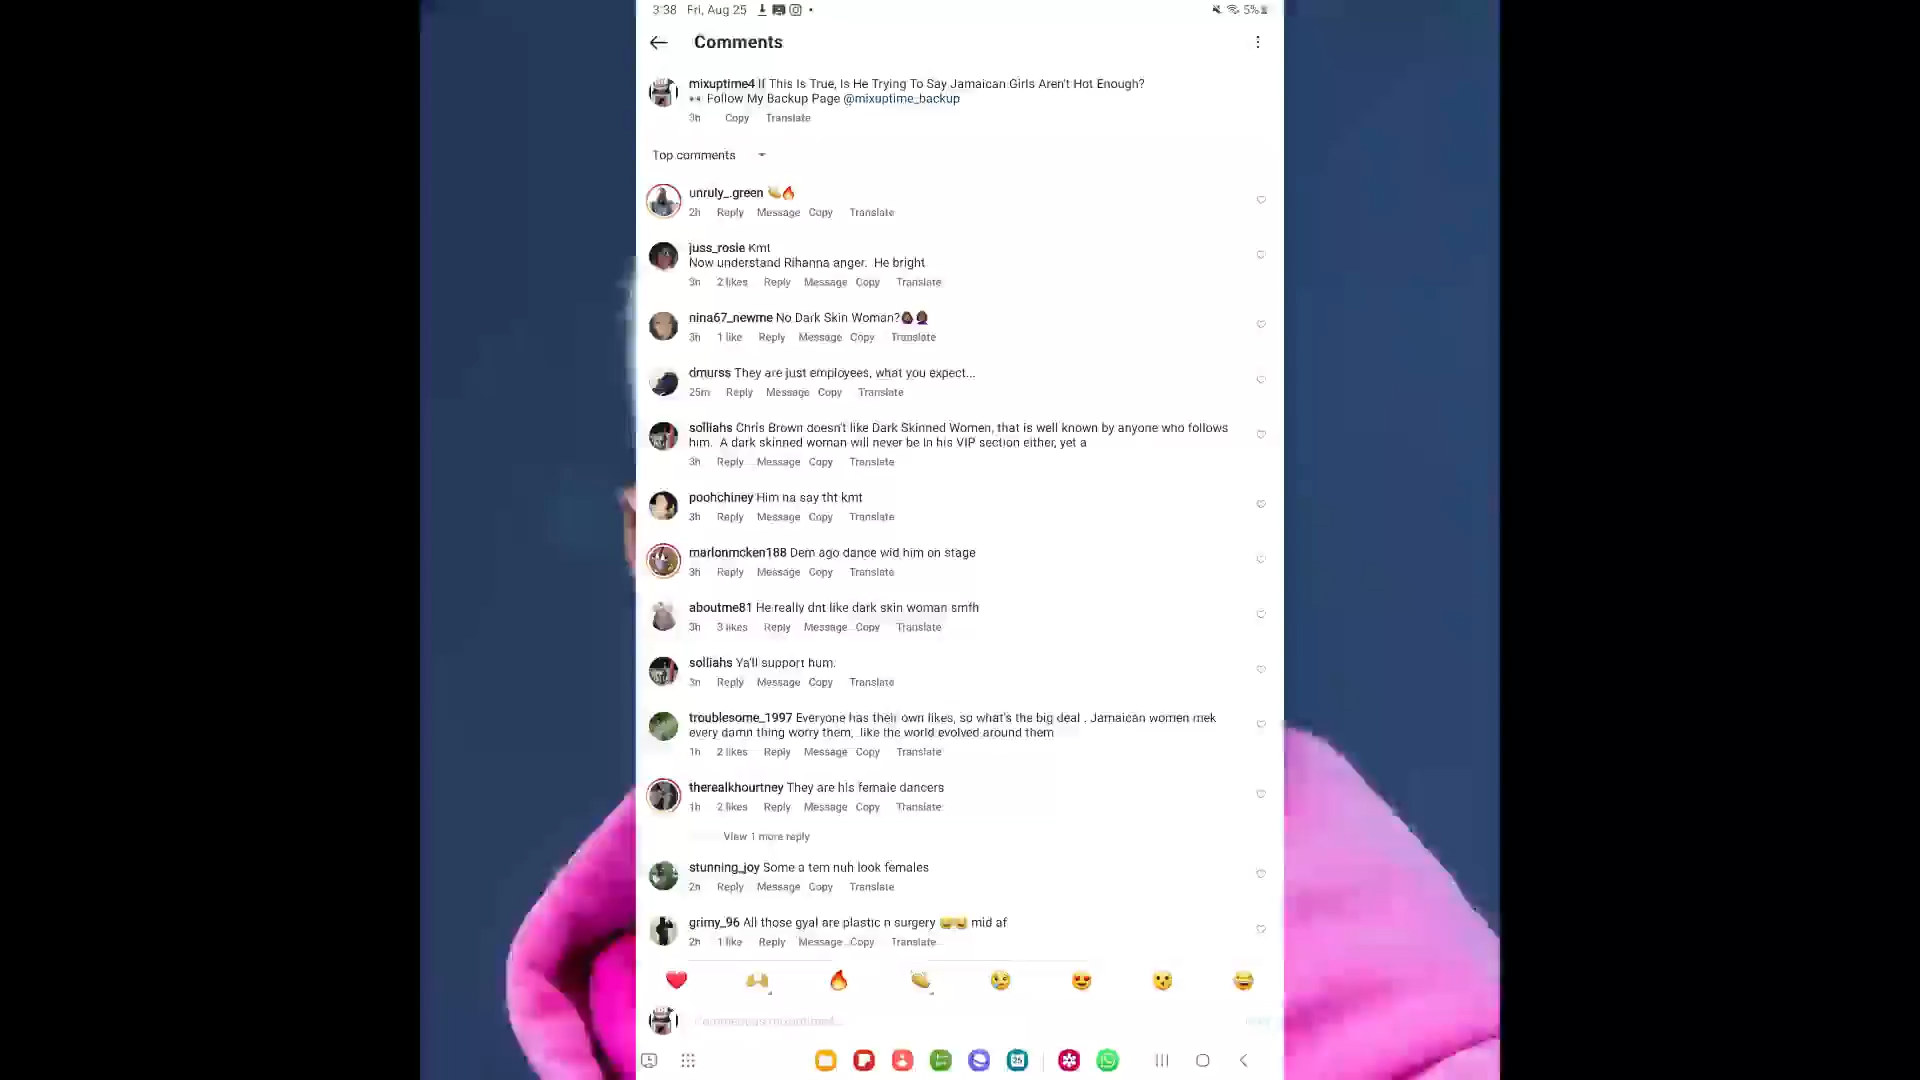 3:38 Fri, Aug 25
5%
Comments
mixuptime4 If This Is True, Is He Trying To Say Jamaican Girls Aren't Hot Enough?
👀 Follow My Backup Page @mixuptime_backup
3h Copy Translate
Top comments
unruly_.green 👏🔥
2h Reply Message Copy Translate
juss_rosie Kmt
Now understand Rihanna anger. He bright
3h 2 likes Reply Message Copy Translate
nina67_newme No Dark Skin Woman?
3h 1 like Reply Message Copy Translate
dmurss They are just employees, what you expect...
25m Reply Message Copy Translate
solliahs Chris Brown doesn't like Dark Skinned Women, that is well known by anyone who follows
him. A dark skinned woman will never be in his VIP section either, yet a
3h Reply Message Copy Translate
poohchiney Him na say tht kmt
3h Reply Message Copy Translate
marlonmcken188 Dem ago dance wid him on stage
3h Reply Message Copy Translate
aboutme81 He really dnt like dark skin woman smfh
3h 3 likes Reply Message Copy Translate
solliahs Ya'll support hum.
3h Reply Message Copy Translate
troublesome_1997 Everyone has their own likes, so what's the big deal . Jamaican women mek
every damn thing worry them, .like the world evolved around them
1h 2 likes Reply Message Copy Translate
therealkhourtney They are his female dancers
1h 2 likes Reply Message Copy Translate
View 1 more reply
stunning_joy Some a tem nuh look females
2h Reply Message Copy Translate
grimy_96 All those gyal are plastic n surgery mid af
2h 1 like Reply Message Copy Translate
25